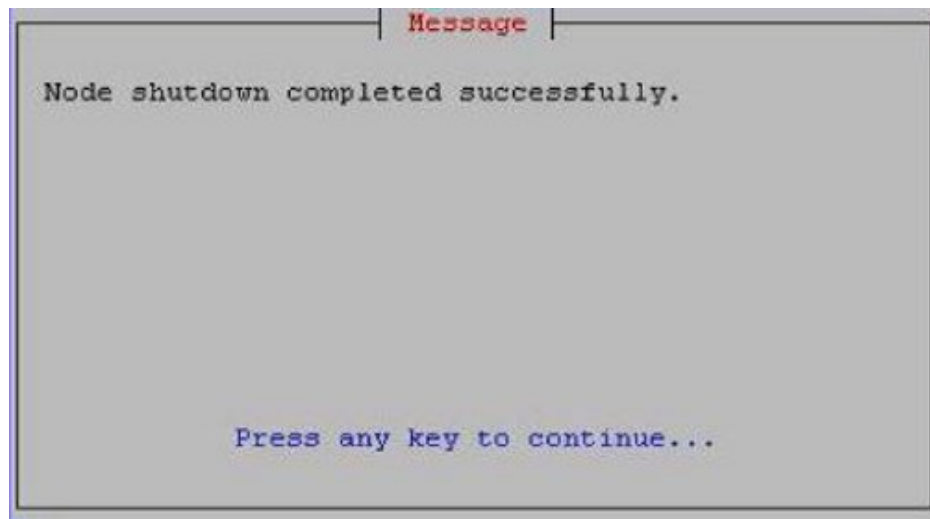 Message
Node shutdown completed successfully.
Press any key to continue...